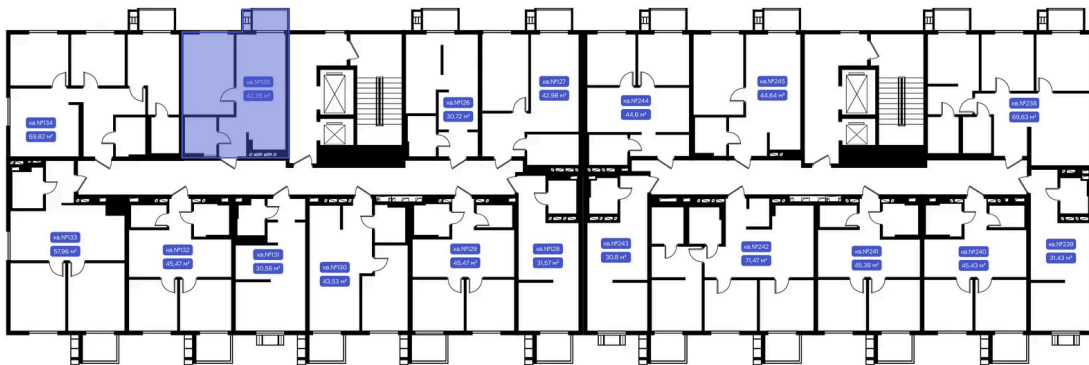 кв.№135
42,35 м²
кв.№134
69,82 м²
кв.№126
30,72 м²
кв.№127
42,98 м²
кв.№244
44,6 м²
кв.№245
44,64 м²
кв.№238
69,63 м²
кв.№133
57,96 м²
кв.№132
45,47 м²
кв.№131
30,56 м²
кв.№130
43,53 м²
кв.№129
45,47 м²
кв.№128
31,57 м²
кв.№243
30,8 м²
кв.№242
71,47 м²
кв.№241
45,38 м²
кв.№240
45,43 м²
кв.№239
31,43 м²